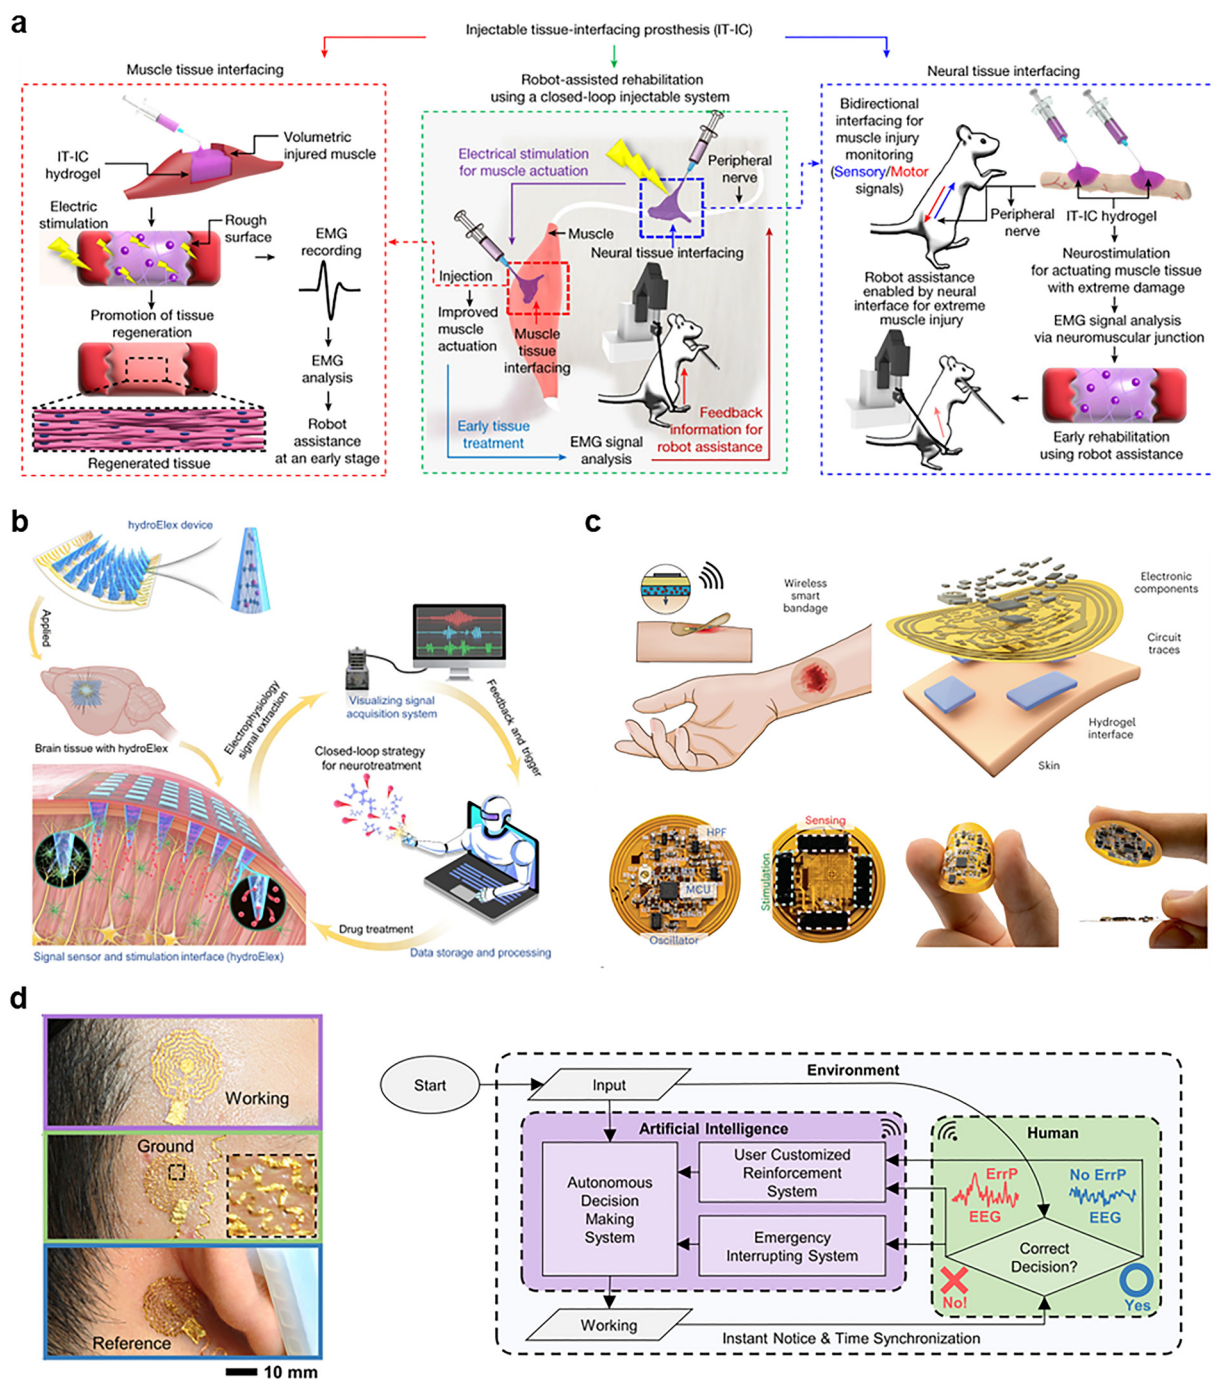 a
Injectable tissue-interfacing prosthesis (IT-IC)
Muscle tissue interfacing
Volumetric
injured muscle
IT-IC
hydrogel
Electric
stimulation
Rough
surface
EMG
recording
Promotion of tissue
regeneration
EMG
analysis
Robot
assistance
at an early stage
Regenerated tissue
Robot-assisted rehabilitation
using a closed-loop injectable system
Electrical stimulation
for muscle actuation
Peripheral
nerve
Muscle
Neural tissue interfacing
Injection
Improved
muscle
actuation
Muscle
tissue
interfacing
Early tissue
treatment
EMG signal
analysis
Feedback
information for
robot assistance
Neural tissue interfacing
Bidirectional
interfacing for
muscle injury
monitoring
(Sensory/Motor
signals)
Peripheral
nerve
IT-IC hydrogel
Neurostimulation
for actuating muscle tissue
with extreme damage
Robot assistance
enabled by neural
interface for extreme
muscle injury
EMG signal analysis
via neuromuscular junction
Early rehabilitation
using robot assistance
b
hydroElex device
Applied
Brain tissue with hydroElex
Electrophysiology
signal extraction
Visualizing signal
acquisition system
Feedback and trigger
Closed-loop strategy
for neurotreatment
Drug treatment
Signal sensor and stimulation interface (hydroElex)
Data storage and processing
c
Wireless
smart
bandage
Electronic
components
Circuit
traces
Hydrogel
interface
Skin
HPF
MCU
Oscillator
Sensing
Stimulation
d
Working
Ground
Reference
10 mm
Start
Input
Environment
Artificial Intelligence
Human
Autonomous
Decision
Making
System
User Customized
Reinforcement
System
Emergency
Interrupting System
ErrP
EEG
No ErrP
EEG
Correct
Decision?
No!
Yes
Working
Instant Notice & Time Synchronization